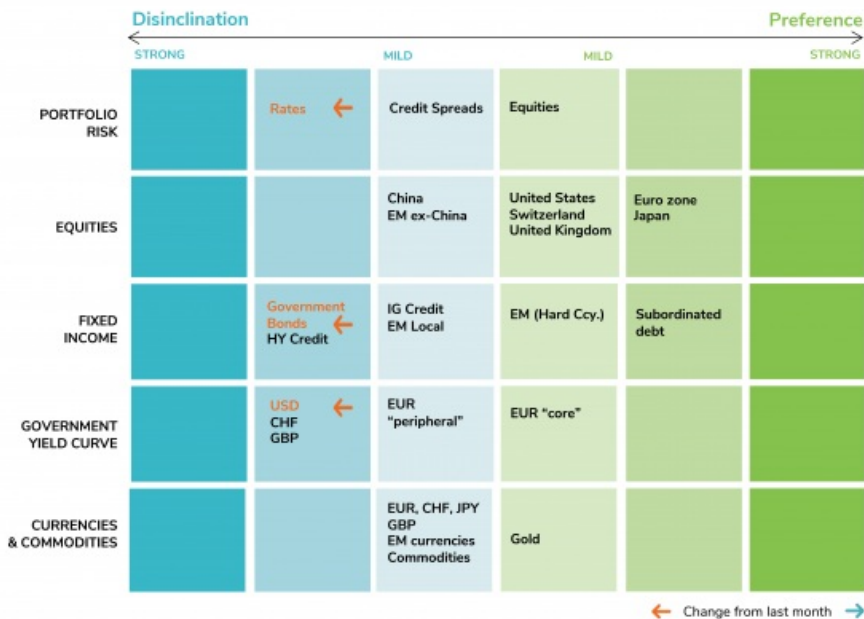 Disinclination Preference
STRONG MILD MILD STRONG
PORTFOLIO
RISK
Rates ←
Credit Spreads
Equities
EQUITIES
China
EM ex-China
United States
Switzerland
United Kingdom
Euro zone
Japan
FIXED
INCOME
Government
Bonds ←
HY Credit
IG Credit
EM Local
EM (Hard Ccy.)
Subordinated
debt
GOVERNMENT
YIELD CURVE
USD ←
CHF
GBP
EUR
"peripheral"
EUR "core"
CURRENCIES
& COMMODITIES
EUR, CHF, JPY
GBP
EM currencies
Commodities
Gold
← Change from last month →